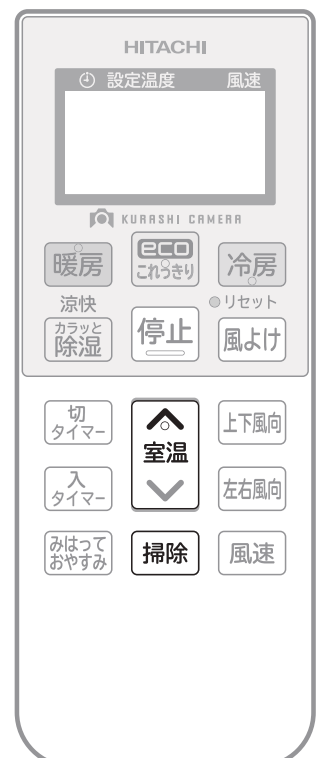 HITACHI
設定温度 風速
KURASHI CAMERA
暖房
eco
これっきり
冷房
涼快
リセット
カラッと
除湿
停止
風よけ
切
タイマー
室温
上下風向
入
タイマー
左右風向
みはって
おやすみ
掃除
風速